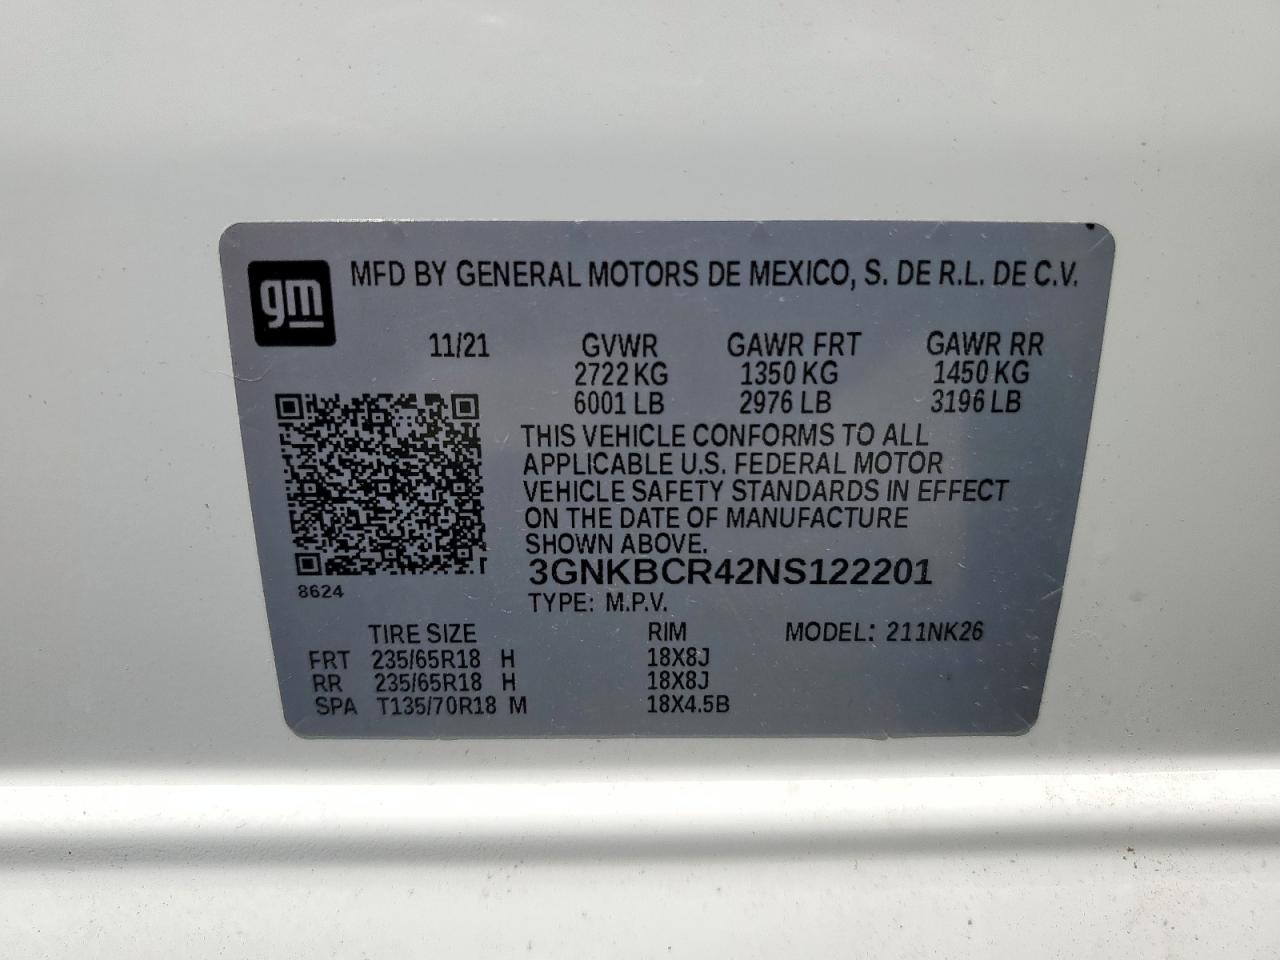 gm
MFD BY GENERAL MOTORS DE MEXICO, S. DE R.L. DE C.V.
11/21 GVWR GAWR FRT GAWR RR
2722 KG 1350 KG 1450 KG
6001 LB 2976 LB 3196 LB
THIS VEHICLE CONFORMS TO ALL
APPLICABLE U.S. FEDERAL MOTOR
VEHICLE SAFETY STANDARDS IN EFFECT
ON THE DATE OF MANUFACTURE
SHOWN ABOVE.
3GNKBCR42NS122201
8624
TYPE: M.P.V.
TIRE SIZE RIM MODEL: 211NK26
FRT 235/65R18 H 18X8J
RR 235/65R18 H 18X8J
SPA T135/70R18 M 18X4.5B